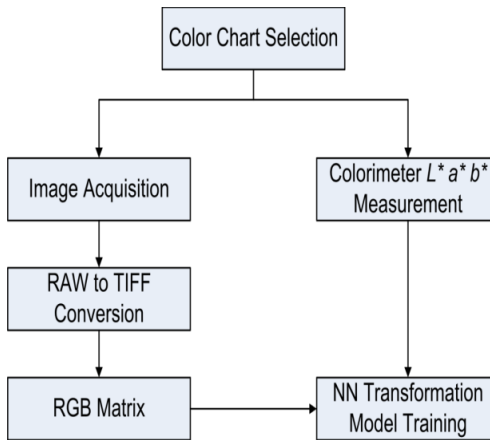 Color Chart Selection
Image Acquisition
Colorimeter L* a* b*
Measurement
RAW to TIFF
Conversion
RGB Matrix
NN Transformation
Model Training